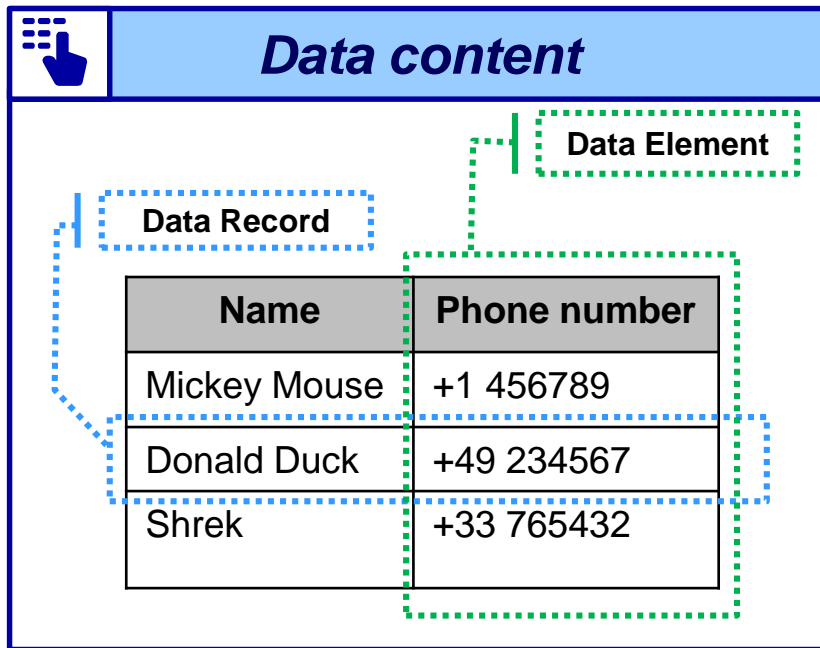 Data content
Data Element
Data Record
Name Phone number
Mickey Mouse +1 456789
Donald Duck +49 234567
Shrek +33 765432